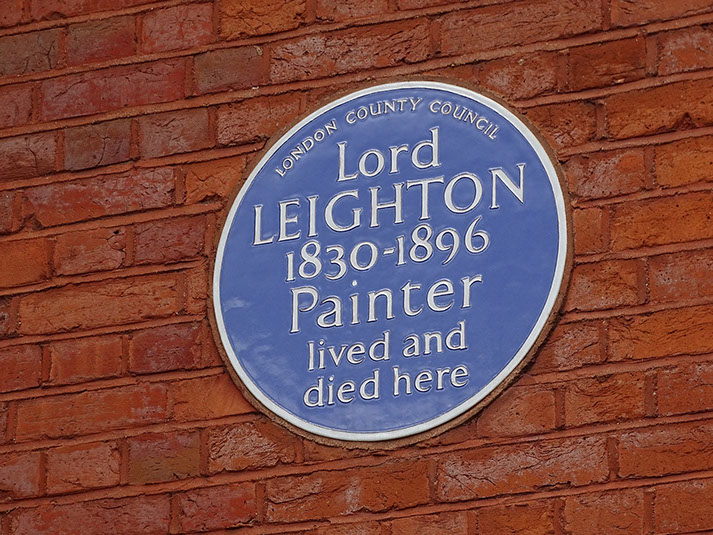 LONDON COUNTY COUNCIL
Lord
LEIGHTON
1830-1896
Painter
lived and
died here